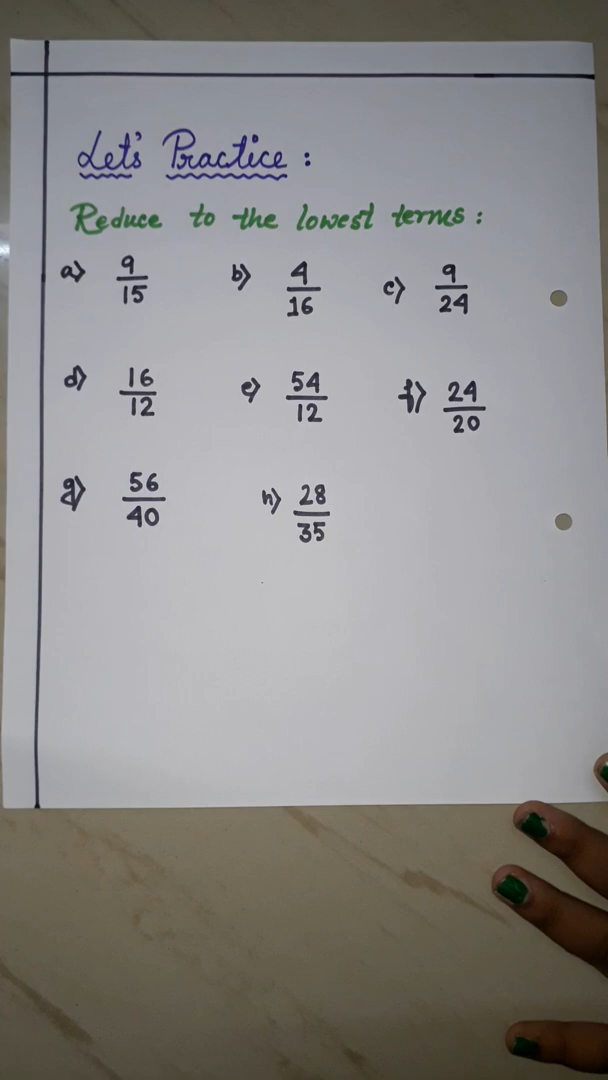 Let's Practice :
Reduce to the lowest terms :
a) 9/15 b) 4/16 c) 9/24
d) 16/12 e) 54/12 f) 24/20
g) 56/40 h) 28/35